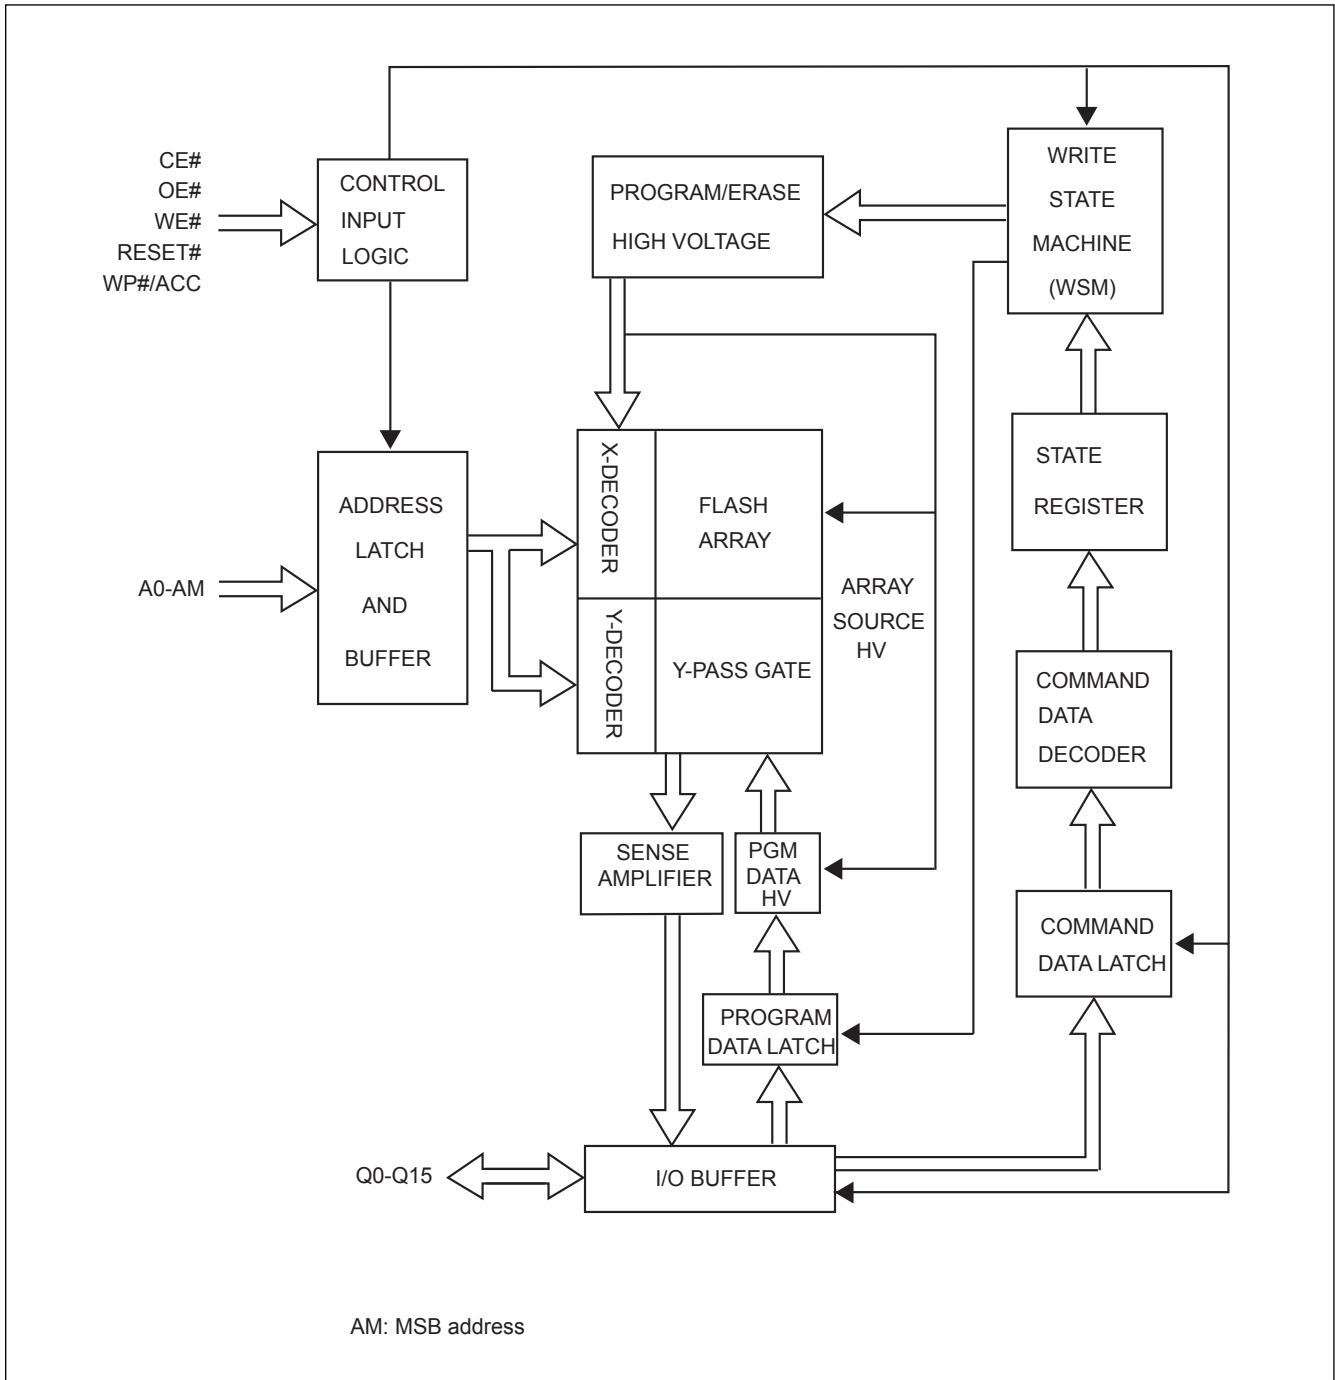 CE#
OE#
WE#
RESET#
WP#/ACC
CONTROL
INPUT
LOGIC
PROGRAM/ERASE
HIGH VOLTAGE
WRITE
STATE
MACHINE
(WSM)
STATE
REGISTER
A0-AM
ADDRESS
LATCH
AND
BUFFER
X-DECODER
FLASH
ARRAY
Y-DECODER
Y-PASS GATE
ARRAY
SOURCE
HV
COMMAND
DATA
DECODER
SENSE
AMPLIFIER
PGM
DATA
HV
COMMAND
DATA LATCH
PROGRAM
DATA LATCH
Q0-Q15
I/O BUFFER
AM: MSB address